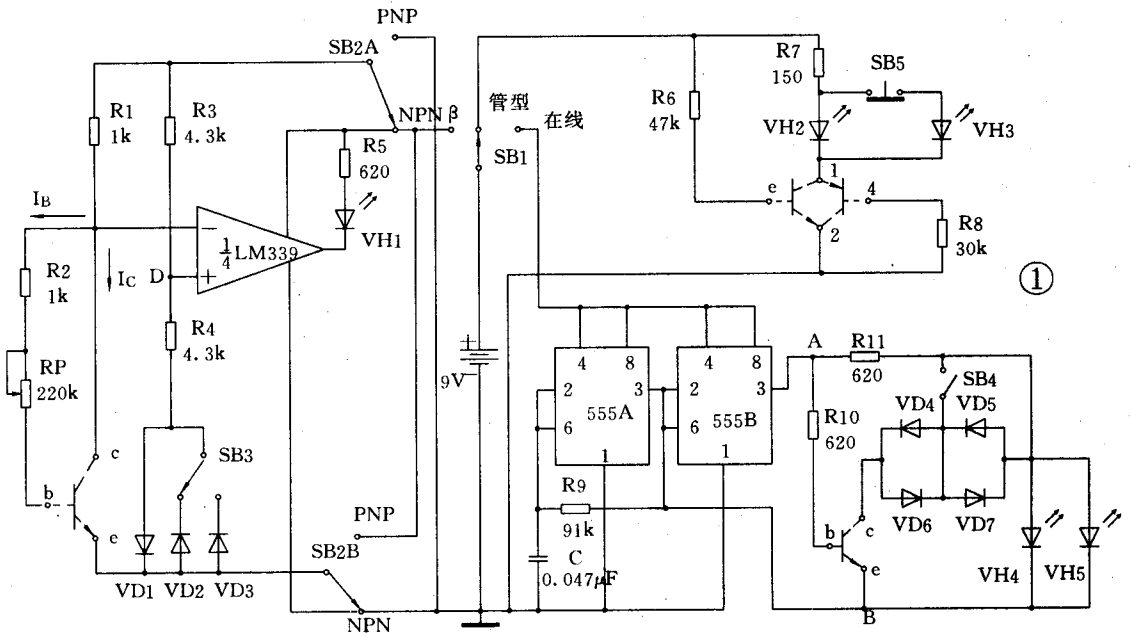 PNP
SB2A
R1
1k
R3
4.3k
NPN β
管型
在线
SB1
R5
620
VH1
R6
47k
R7
150
SB5
VH2
VH3
e
1
4
2
R8
30k
①
IB
IC
R2
1k
D
−
+
1/4 LM339
RP
220k
R4
4.3k
c
b
e
SB3
VD1
VD2
VD3
PNP
SB2B
NPN
+
−
9V
4
8
2
3
6
555A
1
4
8
2
3
6
555B
1
R9
91k
C
0.047μF
A
R11
620
R10
620
SB4
VD4
VD5
VD6
VD7
b
c
e
VH4
VH5
B